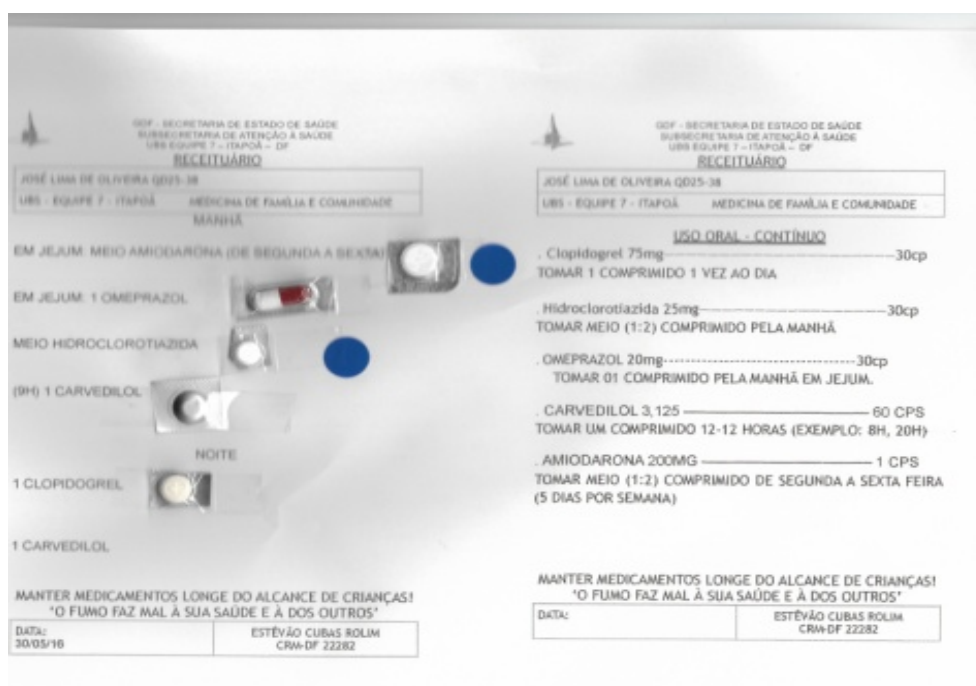 GDF - SECRETARIA DE ESTADO DE SAÚDE
SUBSECRETARIA DE ATENÇÃO À SAÚDE
UBS EQUIPE 7 - ITAPOÃ - DF
RECEITUÁRIO
JOSÉ LIMA DE OLIVEIRA QD25-38
UBS - EQUIPE 7 - ITAPOÃ MEDICINA DE FAMÍLIA E COMUNIDADE
MANHÃ
EM JEJUM: MEIO AMIODARONA (DE SEGUNDA A SEXTA)
EM JEJUM: 1 OMEPRAZOL
MEIO HIDROCLOROTIAZIDA
(9H) 1 CARVEDILOL
NOITE
1 CLOPIDOGREL
1 CARVEDILOL
MANTER MEDICAMENTOS LONGE DO ALCANCE DE CRIANÇAS!
"O FUMO FAZ MAL À SUA SAÚDE E À DOS OUTROS"
DATA:
30/05/16
ESTÊVÃO CUBAS ROLIM
CRM-DF 22282
GDF - SECRETARIA DE ESTADO DE SAÚDE
SUBSECRETARIA DE ATENÇÃO À SAÚDE
UBS EQUIPE 7 - ITAPOÃ - DF
RECEITUÁRIO
JOSÉ LIMA DE OLIVEIRA QD25-38
UBS - EQUIPE 7 - ITAPOÃ MEDICINA DE FAMÍLIA E COMUNIDADE
USO ORAL - CONTÍNUO
. Clopidogrel 75mg----------------------------30cp
TOMAR 1 COMPRIMIDO 1 VEZ AO DIA
. Hidroclorotiazida 25mg----------------------------30cp
TOMAR MEIO (1:2) COMPRIMIDO PELA MANHÃ
. OMEPRAZOL 20mg----------------------------30cp
TOMAR 01 COMPRIMIDO PELA MANHÃ EM JEJUM.
. CARVEDILOL 3,125 ---------------------------- 60 CPS
TOMAR UM COMPRIMIDO 12-12 HORAS (EXEMPLO: 8H, 20H)
. AMIODARONA 200MG ---------------------------- 1 CPS
TOMAR MEIO (1:2) COMPRIMIDO DE SEGUNDA A SEXTA FEIRA
(5 DIAS POR SEMANA)
MANTER MEDICAMENTOS LONGE DO ALCANCE DE CRIANÇAS!
"O FUMO FAZ MAL À SUA SAÚDE E À DOS OUTROS"
DATA:
ESTÊVÃO CUBAS ROLIM
CRM-DF 22282